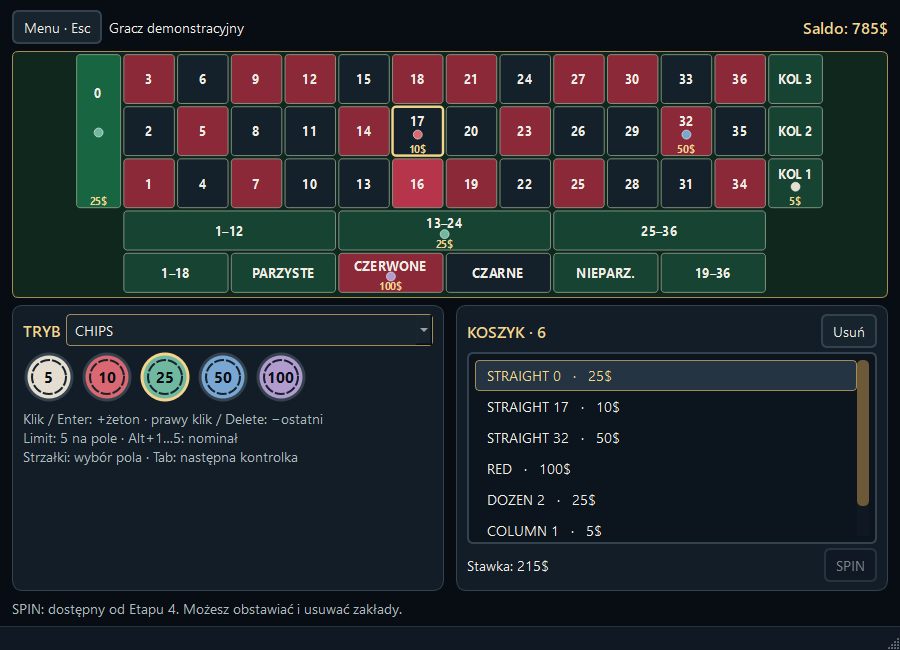 Menu · Esc Gracz demonstracyjny Saldo: 785$
3 6 9 12 15 18 21 24 27 30 33 36 KOL 3
0
2 5 8 11 14 17 20 23 26 29 32 35 KOL 2
10$ 50$
1 4 7 10 13 16 19 22 25 28 31 34 KOL 1
25$ 5$
1–12 13–24 25–36
25$
1–18 PARZYSTE CZERWONE CZARNE NIEPARZ. 19–36
100$
TRYB CHIPS
5 10 25 50 100
Klik / Enter: +żeton · prawy klik / Delete: −ostatni
Limit: 5 na pole · Alt+1…5: nominał
Strzałki: wybór pola · Tab: następna kontrolka
KOSZYK · 6 Usuń
STRAIGHT 0 · 25$
STRAIGHT 17 · 10$
STRAIGHT 32 · 50$
RED · 100$
DOZEN 2 · 25$
COLUMN 1 · 5$
Stawka: 215$ SPIN
SPIN: dostępny od Etapu 4. Możesz obstawiać i usuwać zakłady.